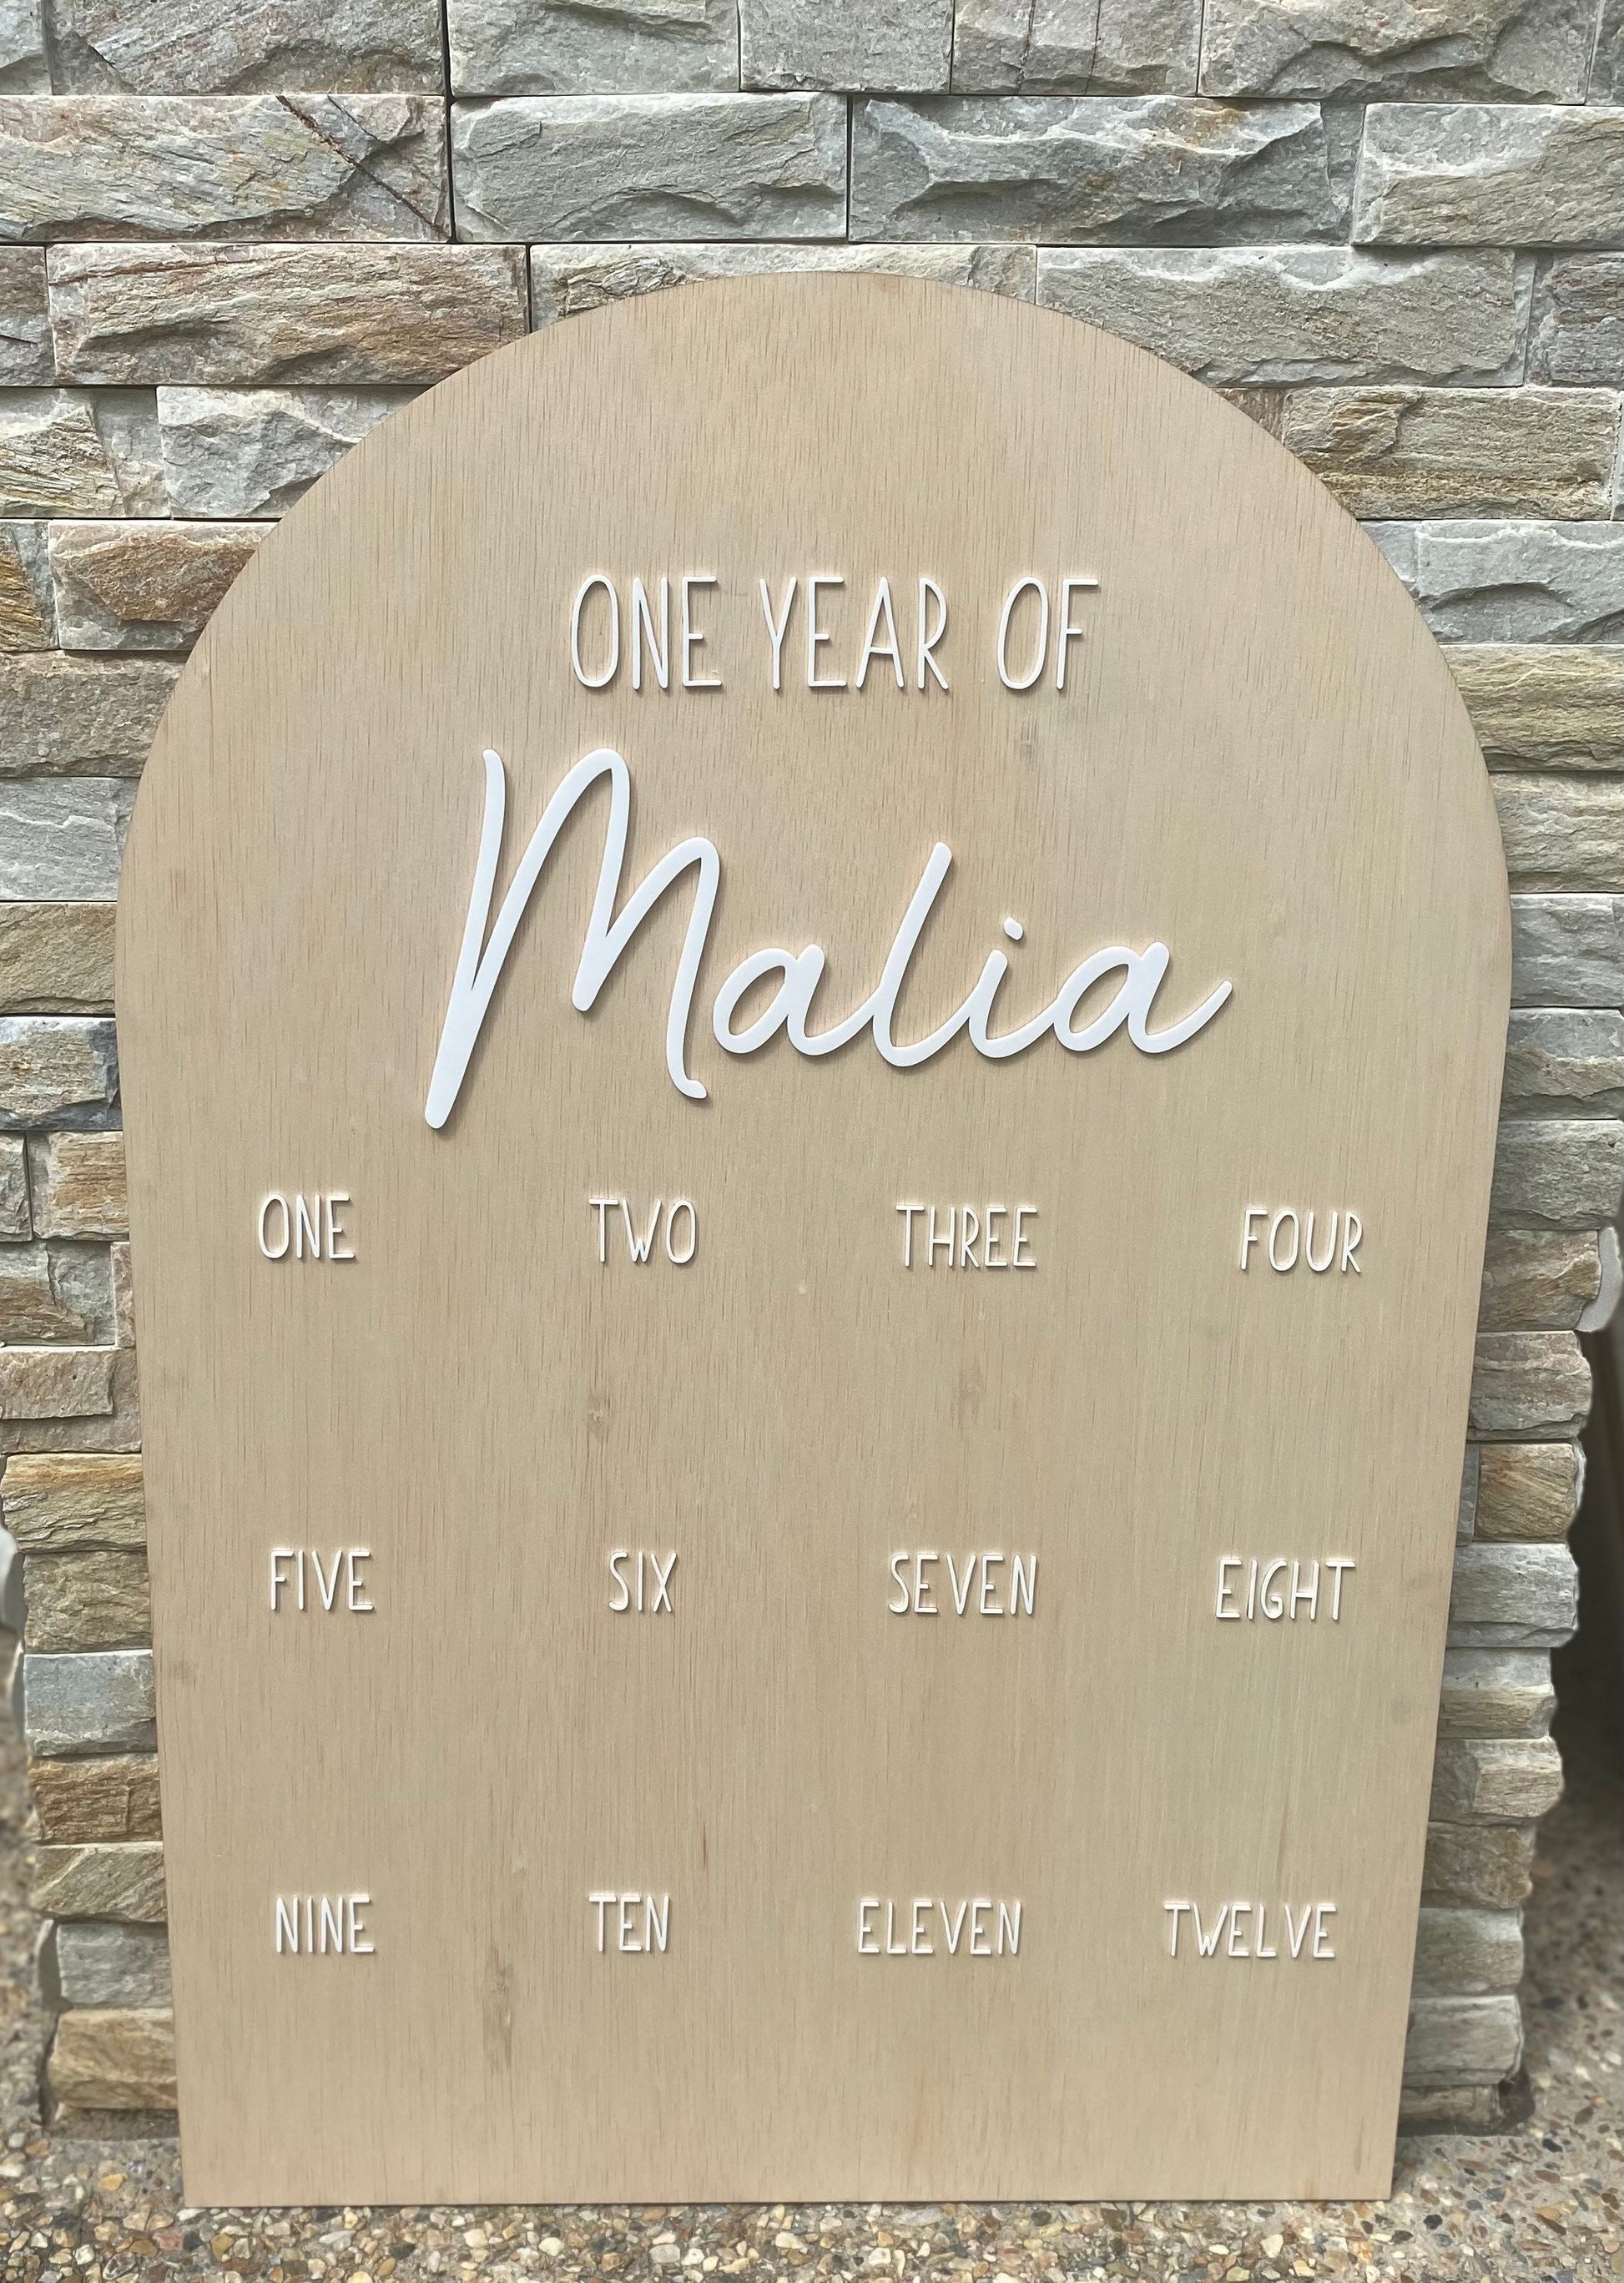 ONE YEAR OF
Malia
ONE TWO THREE FOUR
FIVE SIX SEVEN EIGHT
NINE TEN ELEVEN TWELVE